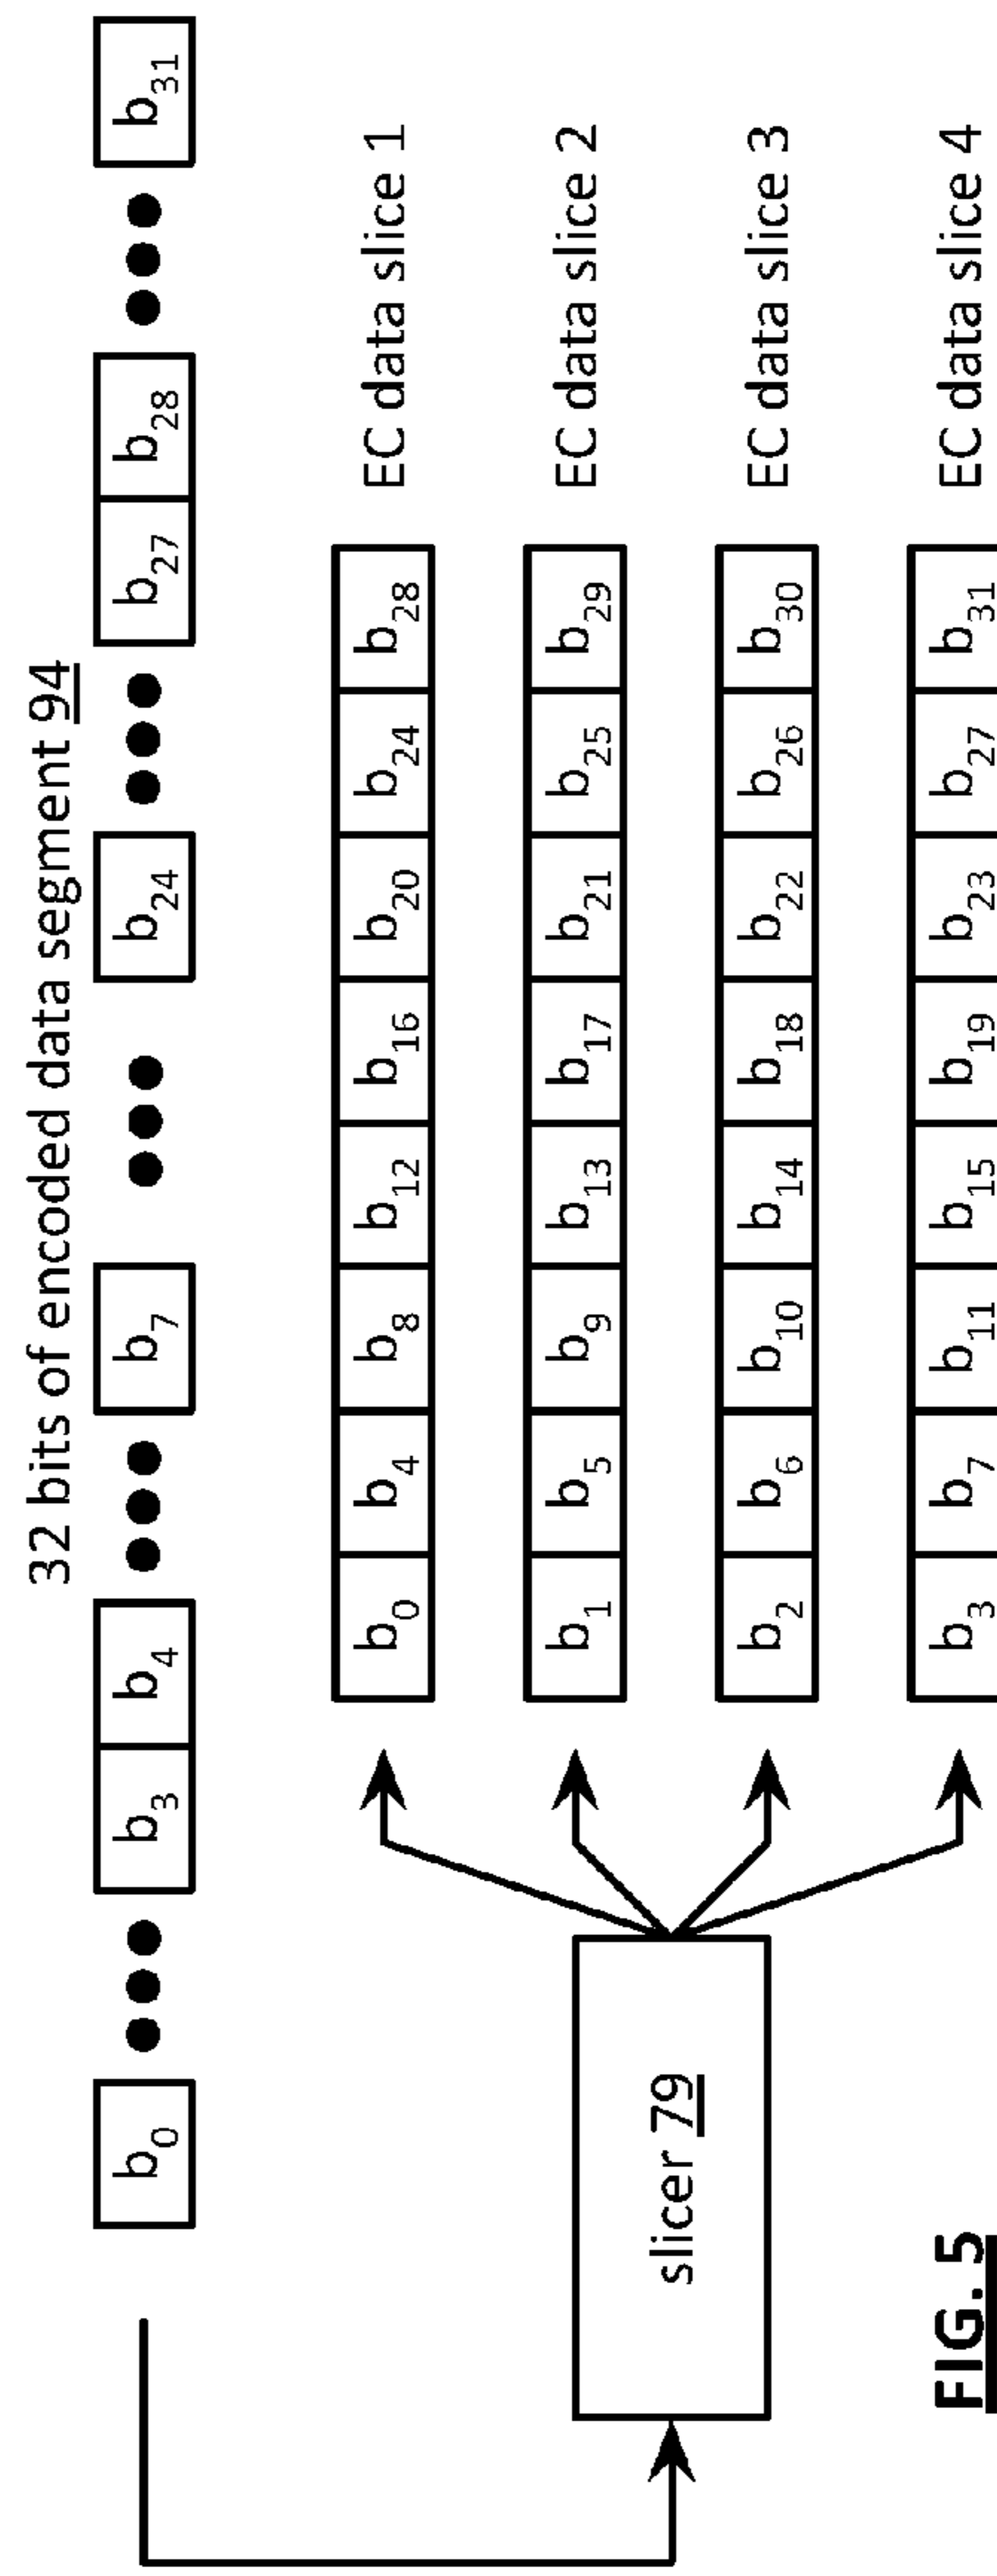 32 bits of encoded data segment 94
b0 ●●● b3 b4 ●●● b7 ●●● b24 ●●● b27 b28 ●●● b31
b0 b4 b8 b12 b16 b20 b24 b28 EC data slice 1
b1 b5 b9 b13 b17 b21 b25 b29 EC data slice 2
slicer 79
b2 b6 b10 b14 b18 b22 b26 b30 EC data slice 3
b3 b7 b11 b15 b19 b23 b27 b31 EC data slice 4
FIG. 5